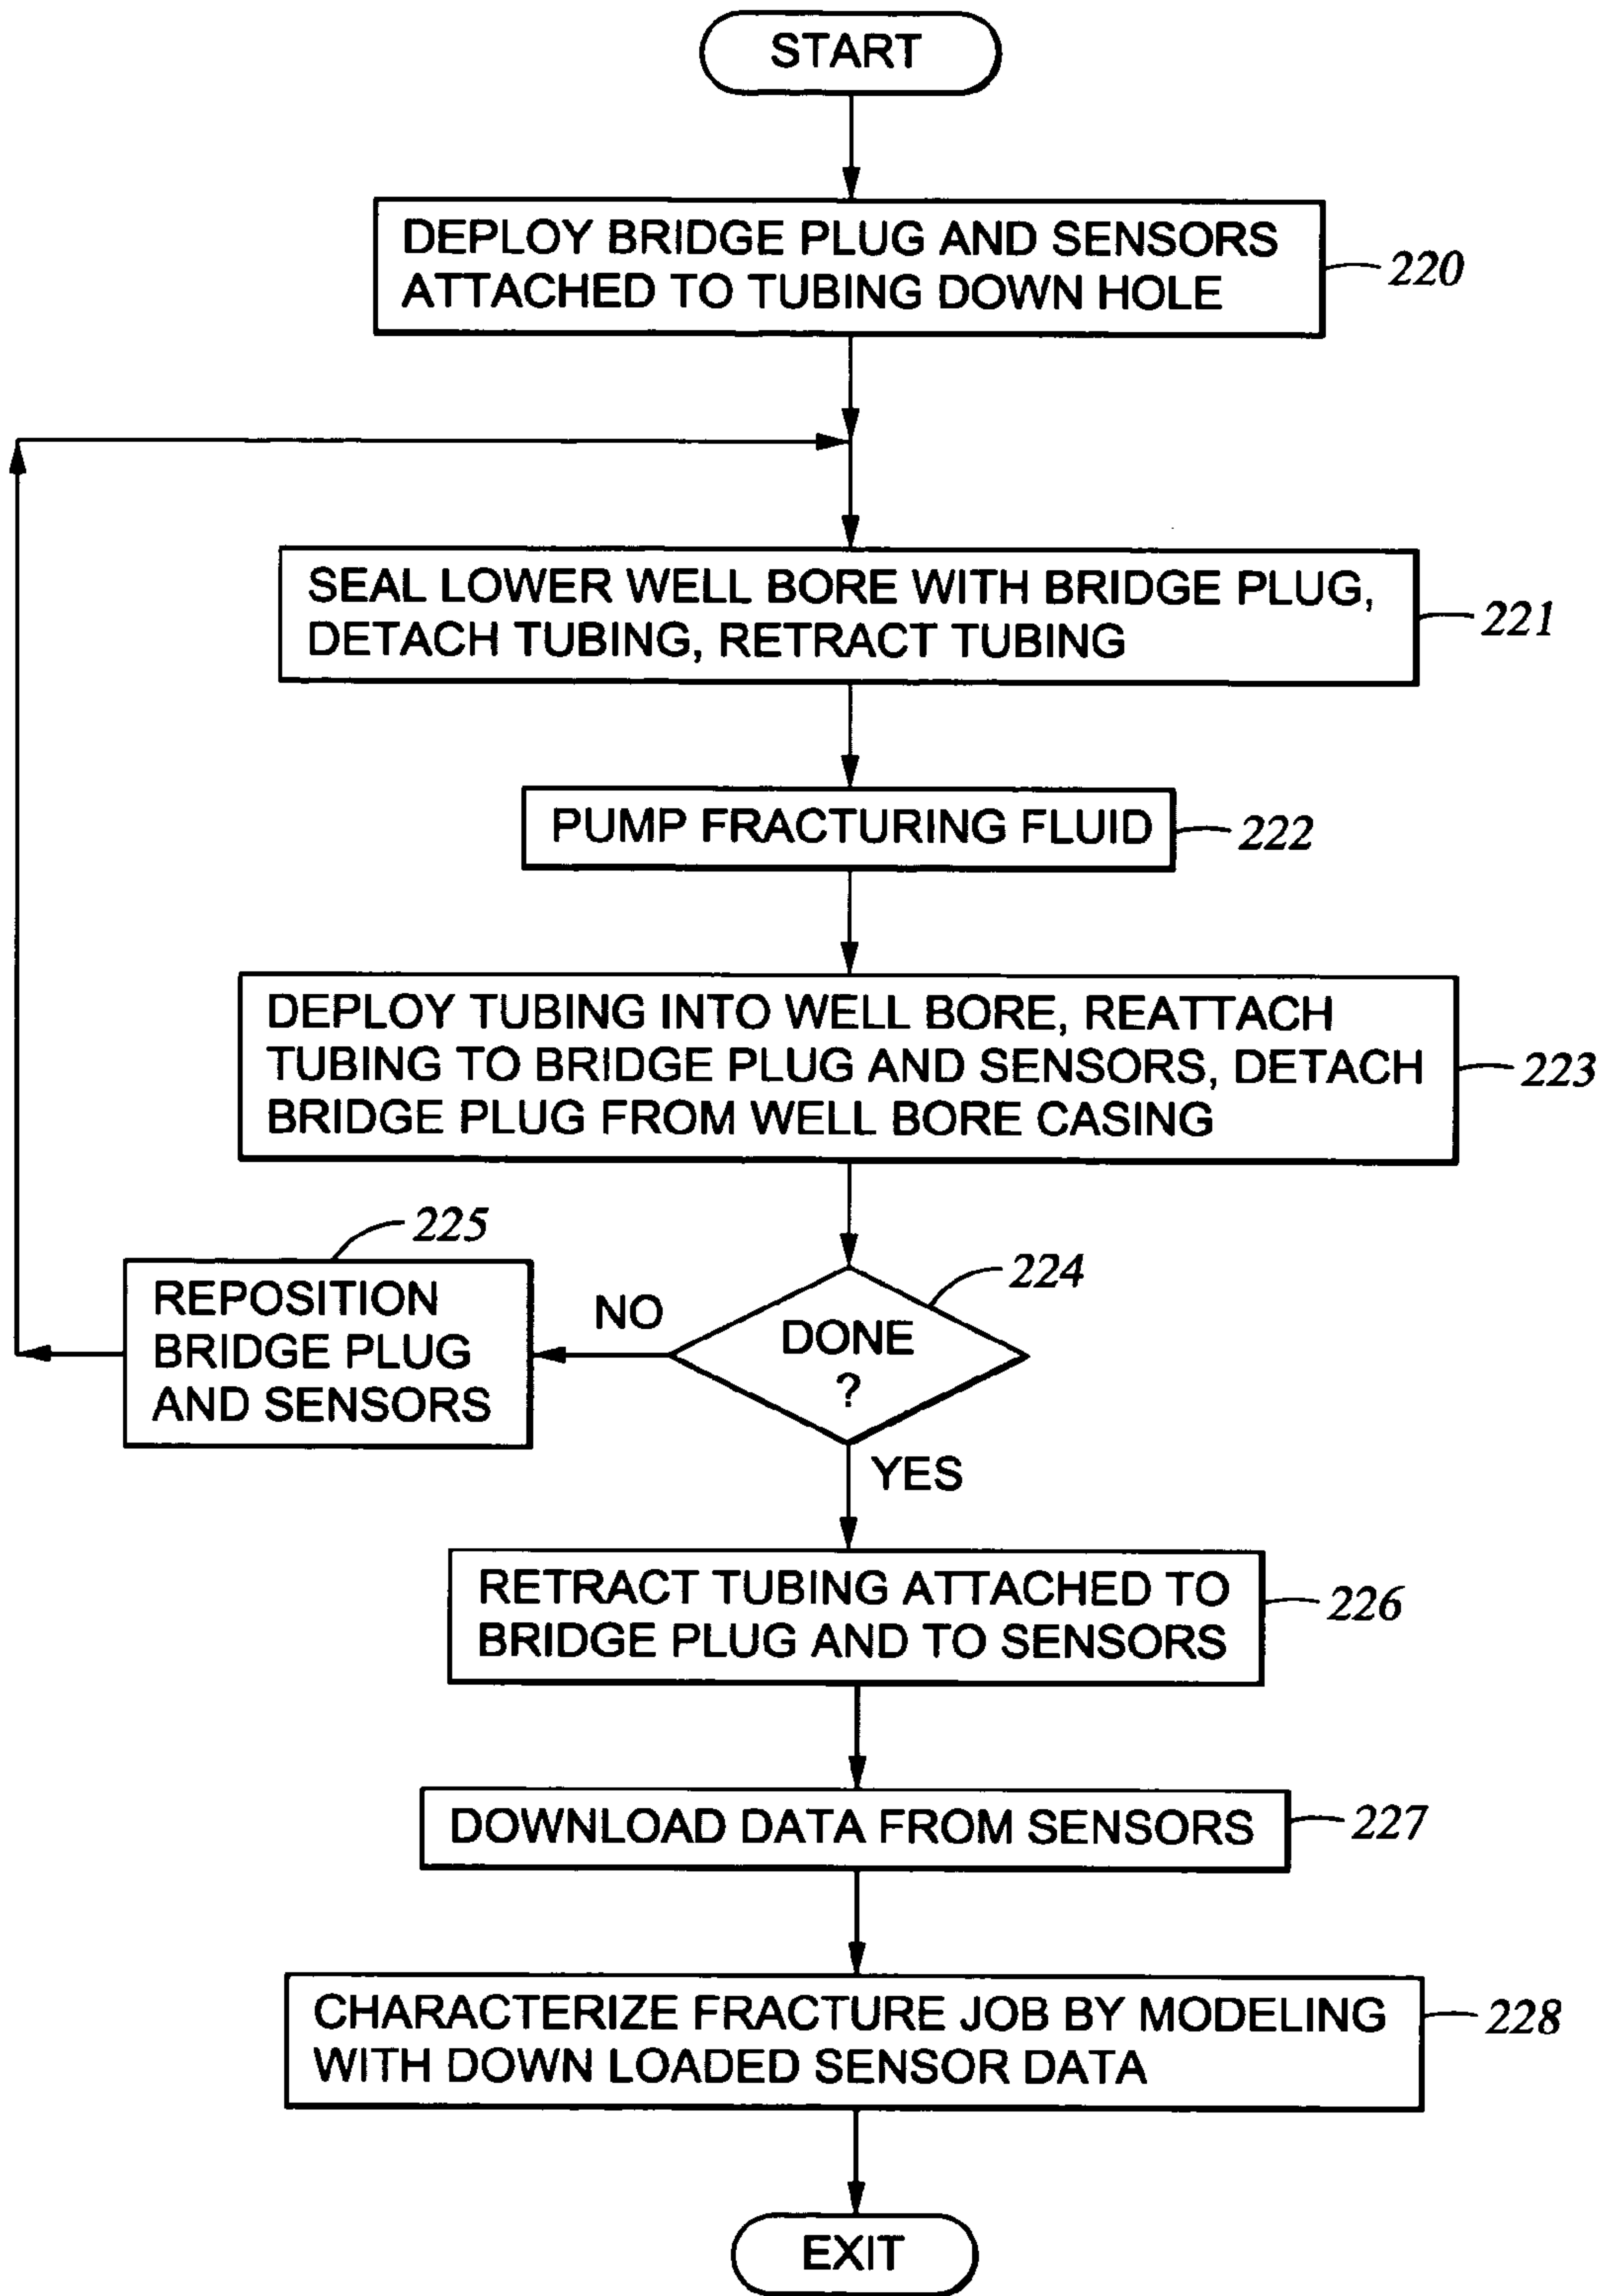 START
DEPLOY BRIDGE PLUG AND SENSORS
ATTACHED TO TUBING DOWN HOLE
220
SEAL LOWER WELL BORE WITH BRIDGE PLUG,
DETACH TUBING, RETRACT TUBING
221
PUMP FRACTURING FLUID
222
DEPLOY TUBING INTO WELL BORE, REATTACH
TUBING TO BRIDGE PLUG AND SENSORS, DETACH
BRIDGE PLUG FROM WELL BORE CASING
223
DONE
?
224
NO
225
REPOSITION
BRIDGE PLUG
AND SENSORS
YES
RETRACT TUBING ATTACHED TO
BRIDGE PLUG AND TO SENSORS
226
DOWNLOAD DATA FROM SENSORS
227
CHARACTERIZE FRACTURE JOB BY MODELING
WITH DOWN LOADED SENSOR DATA
228
EXIT